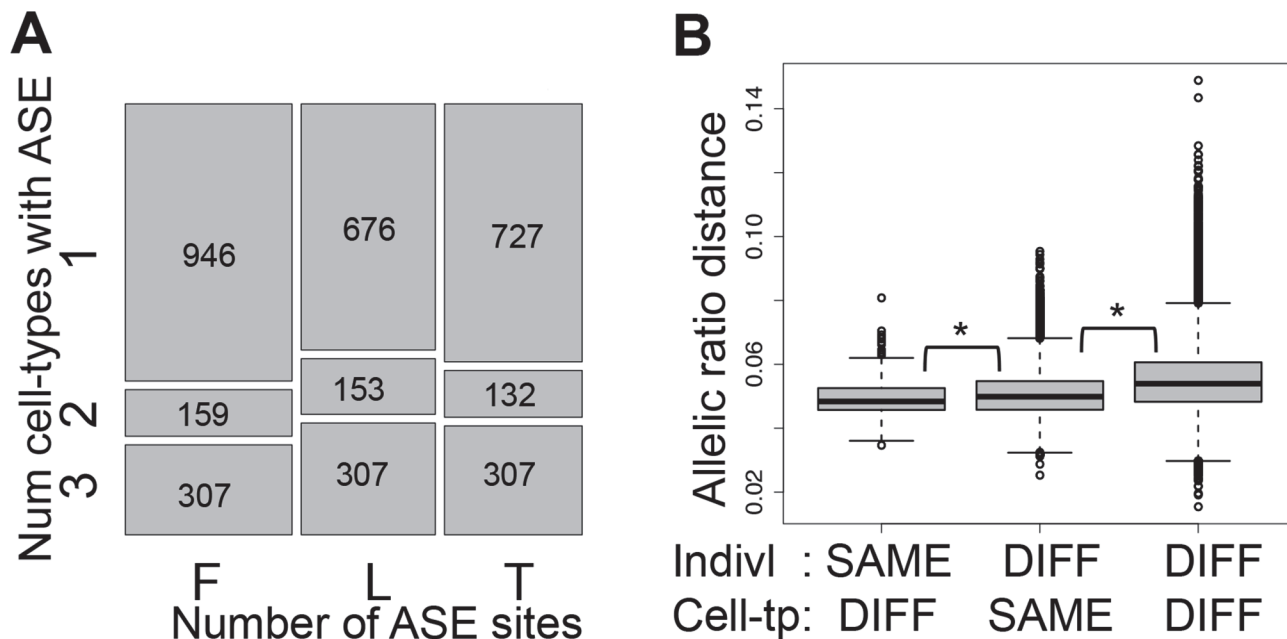 A
Num cell-types with ASE
1
2
3
946
676
727
159
153
132
307
307
307
F L T
Number of ASE sites
B
Allelic ratio distance
0.14
0.10
0.06
0.02
*
*
Indivl : SAME DIFF DIFF
Cell-tp: DIFF SAME DIFF